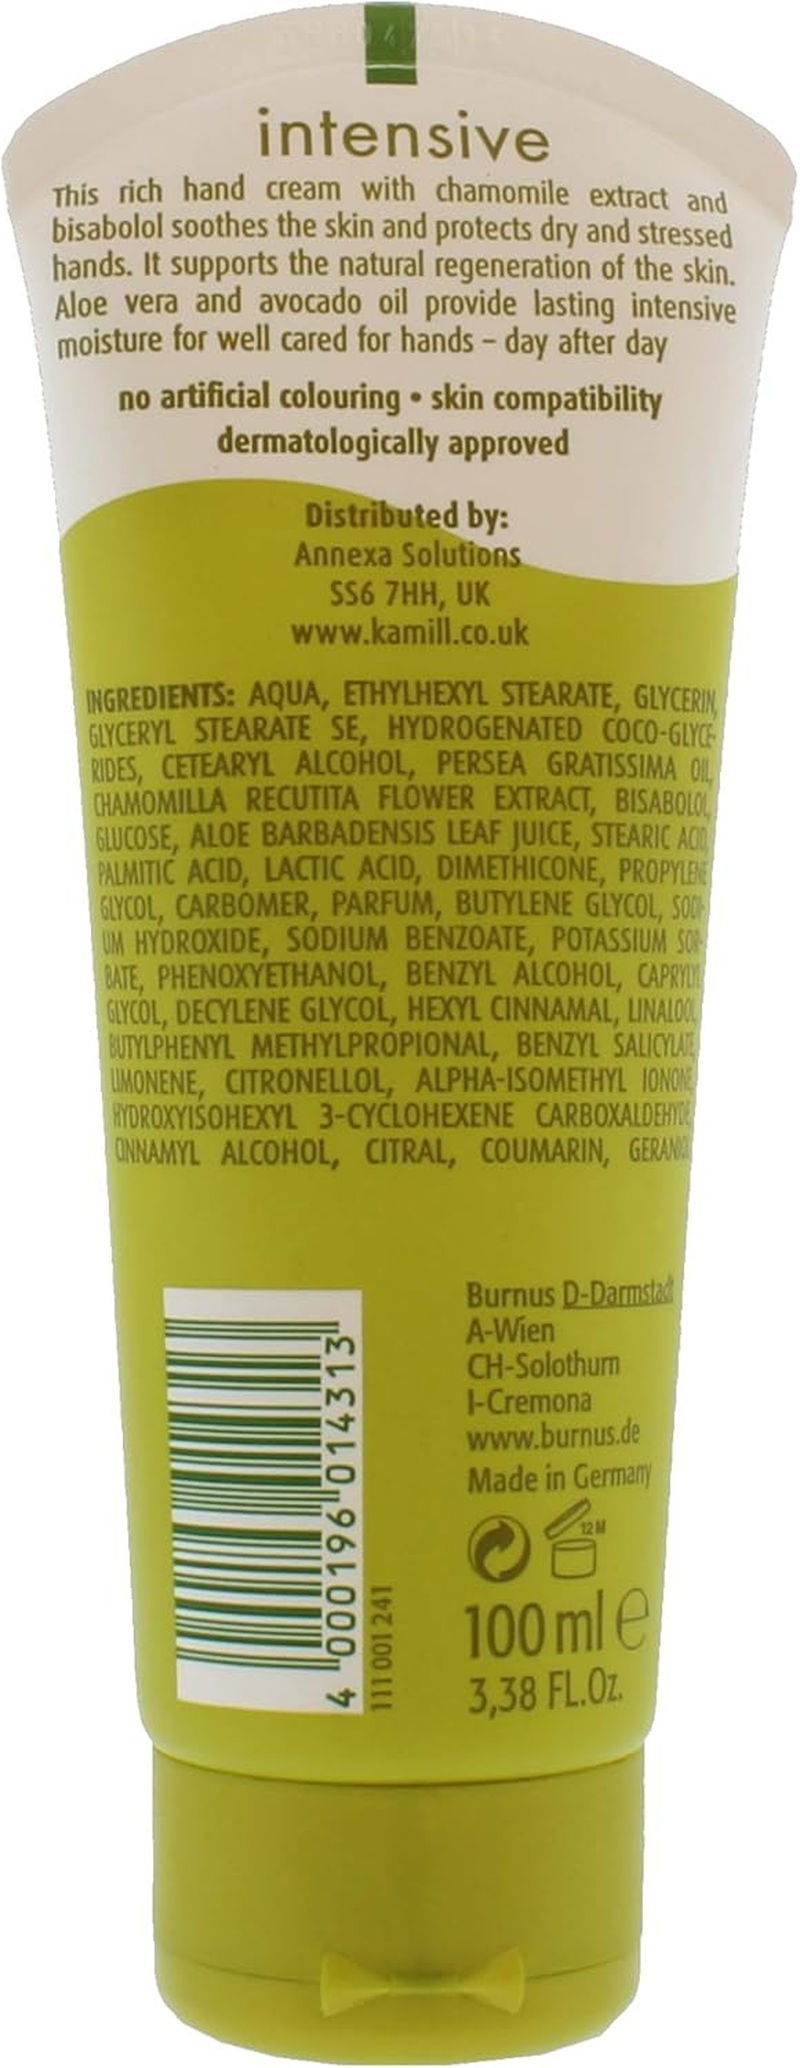 intensive
This rich hand cream with chamomile extract and
bisabolol soothes the skin and protects dry and stressed
hands. It supports the natural regeneration of the skin.
Aloe vera and avocado oil provide lasting intensive
moisture for well cared for hands – day after day
no artificial colouring • skin compatibility
dermatologically approved
Distributed by:
Annexa Solutions
SS6 7HH, UK
www.kamill.co.uk
INGREDIENTS: AQUA, ETHYLHEXYL STEARATE, GLYCERIN,
GLYCERYL STEARATE SE, HYDROGENATED COCO-GLYCE-
RIDES, CETEARYL ALCOHOL, PERSEA GRATISSIMA OIL,
CHAMOMILLA RECUTITA FLOWER EXTRACT, BISABOLOL,
GLUCOSE, ALOE BARBADENSIS LEAF JUICE, STEARIC ACID,
PALMITIC ACID, LACTIC ACID, DIMETHICONE, PROPYLENE
GLYCOL, CARBOMER, PARFUM, BUTYLENE GLYCOL, SODI-
UM HYDROXIDE, SODIUM BENZOATE, POTASSIUM SOR-
BATE, PHENOXYETHANOL, BENZYL ALCOHOL, CAPRYLYL
GLYCOL, DECYLENE GLYCOL, HEXYL CINNAMAL, LINALOOL,
BUTYLPHENYL METHYLPROPIONAL, BENZYL SALICYLATE,
LIMONENE, CITRONELLOL, ALPHA-ISOMETHYL IONONE,
HYDROXYISOHEXYL 3-CYCLOHEXENE CARBOXALDEHYDE,
CINNAMYL ALCOHOL, CITRAL, COUMARIN, GERANIOL
Burnus D-Darmstadt
A-Wien
CH-Solothurn
I-Cremona
www.burnus.de
Made in Germany
12 M
100 ml e
3,38 FL.Oz.
4 000196 014313
111 001 241